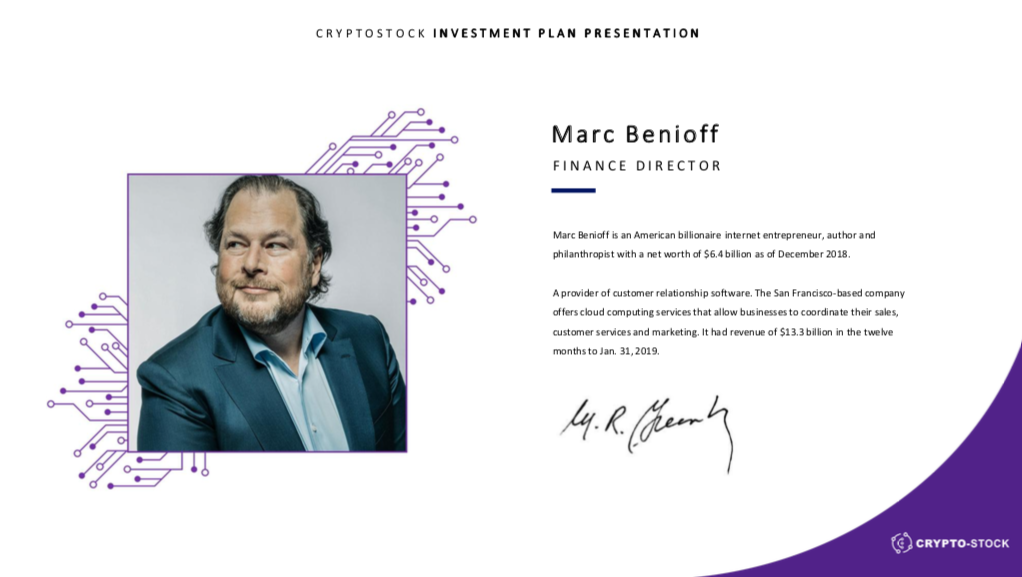 CRYPTOSTOCK INVESTMENT PLAN PRESENTATION
Marc Benioff
FINANCE DIRECTOR
Marc Benioff is an American billionaire internet entrepreneur, author and
philanthropist with a net worth of $6.4 billion as of December 2018.
A provider of customer relationship software. The San Francisco-based company
offers cloud computing services that allow businesses to coordinate their sales,
customer services and marketing. It had revenue of $13.3 billion in the twelve
months to Jan. 31, 2019.
M. R.
CRYPTO-STOCK